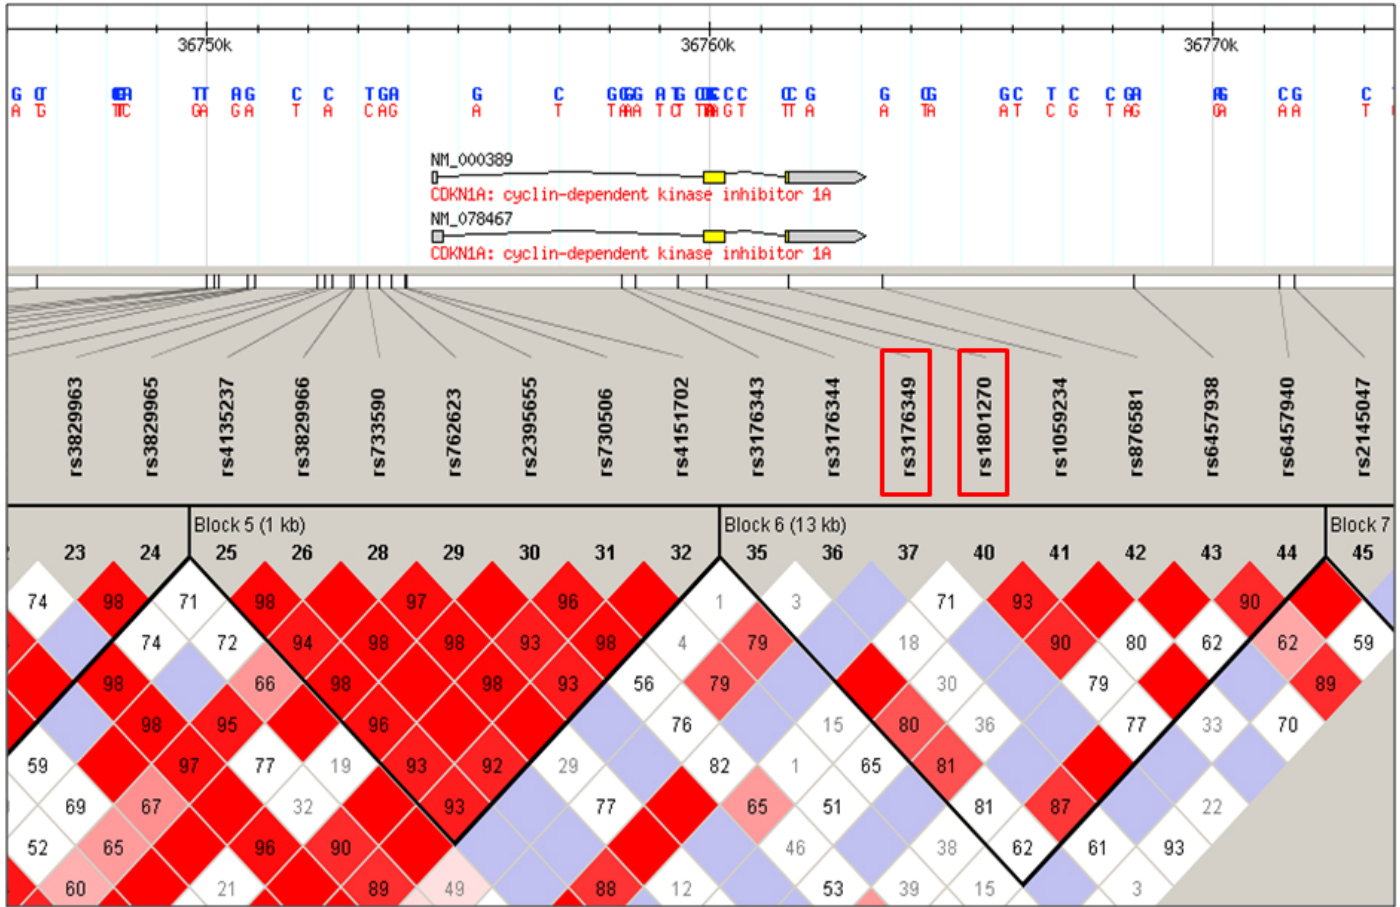 36750k 36760k 36770k
G A G A C T C A T G A C A G G A C T G C G A C C T C G C T C C A C G C
NM_000389
CDKN1A: cyclin-dependent kinase inhibitor 1A
NM_078467
CDKN1A: cyclin-dependent kinase inhibitor 1A
rs3829963 rs3829965 rs4135237 rs3829966 rs733590 rs762623 rs2395655 rs730506 rs4151702 rs3176343 rs3176344 rs3176349 rs1801270 rs1059234 rs876581 rs6457938 rs6457940 rs2145047
Block 5 (1 kb) Block 6 (13 kb) Block 7
23 24 25 26 28 29 30 31 32 35 36 37 40 41 42 43 44 45
74 98 71 98 97 96 1 3 71 93 90
74 72 94 98 98 93 98 4 79 18 90 80 62 62 59
98 66 98 98 93 56 79 30 79 89
98 95 96 76 15 80 36 77 33 70
59 97 77 19 93 92 29 82 1 65 81
69 67 32 93 77 65 51 81 87 22
52 65 96 90 46 38 62 61 93
60 21 89 49 88 12 53 39 15 3